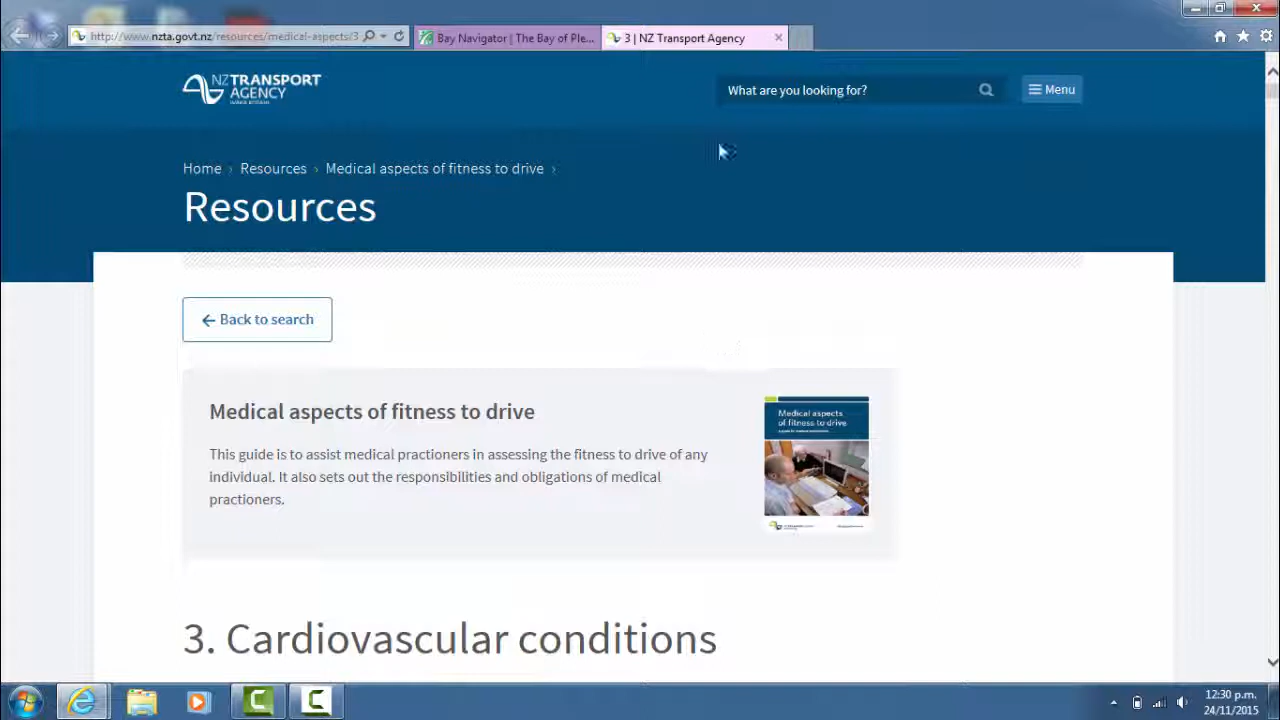 http://www.nzta.govt.nz/resources/medical-aspects/3
Bay Navigator | The Bay of Ple...
3 | NZ Transport Agency
NZTRANSPORT
AGENCY
What are you looking for?
Menu
Home › Resources › Medical aspects of fitness to drive ›
Resources
Back to search
Medical aspects of fitness to drive
This guide is to assist medical practioners in assessing the fitness to drive of any
individual. It also sets out the responsibilities and obligations of medical
practioners.
Medical aspects
of fitness to drive
3. Cardiovascular conditions
12:30 p.m.
24/11/2015